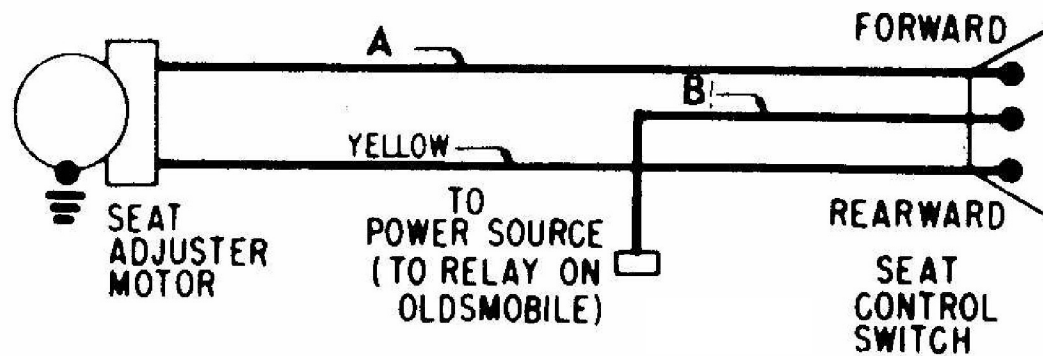 A
FORWARD
B
YELLOW
TO
POWER SOURCE
(TO RELAY ON
OLDSMOBILE)
SEAT
ADJUSTER
MOTOR
REARWARD
SEAT
CONTROL
SWITCH